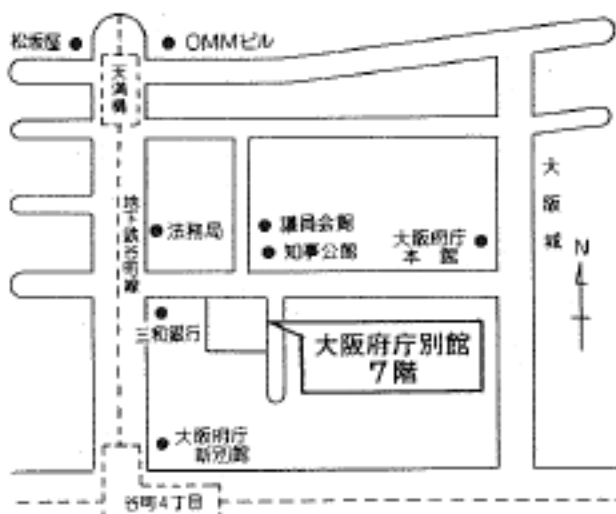 松坂屋
OMMビル
天満橋
地下鉄谷町線
法務局
議員会館
知事公館
大阪府庁
本館
大阪城
N
三和銀行
大阪府庁別館
7階
大阪府庁
新別館
谷町4丁目